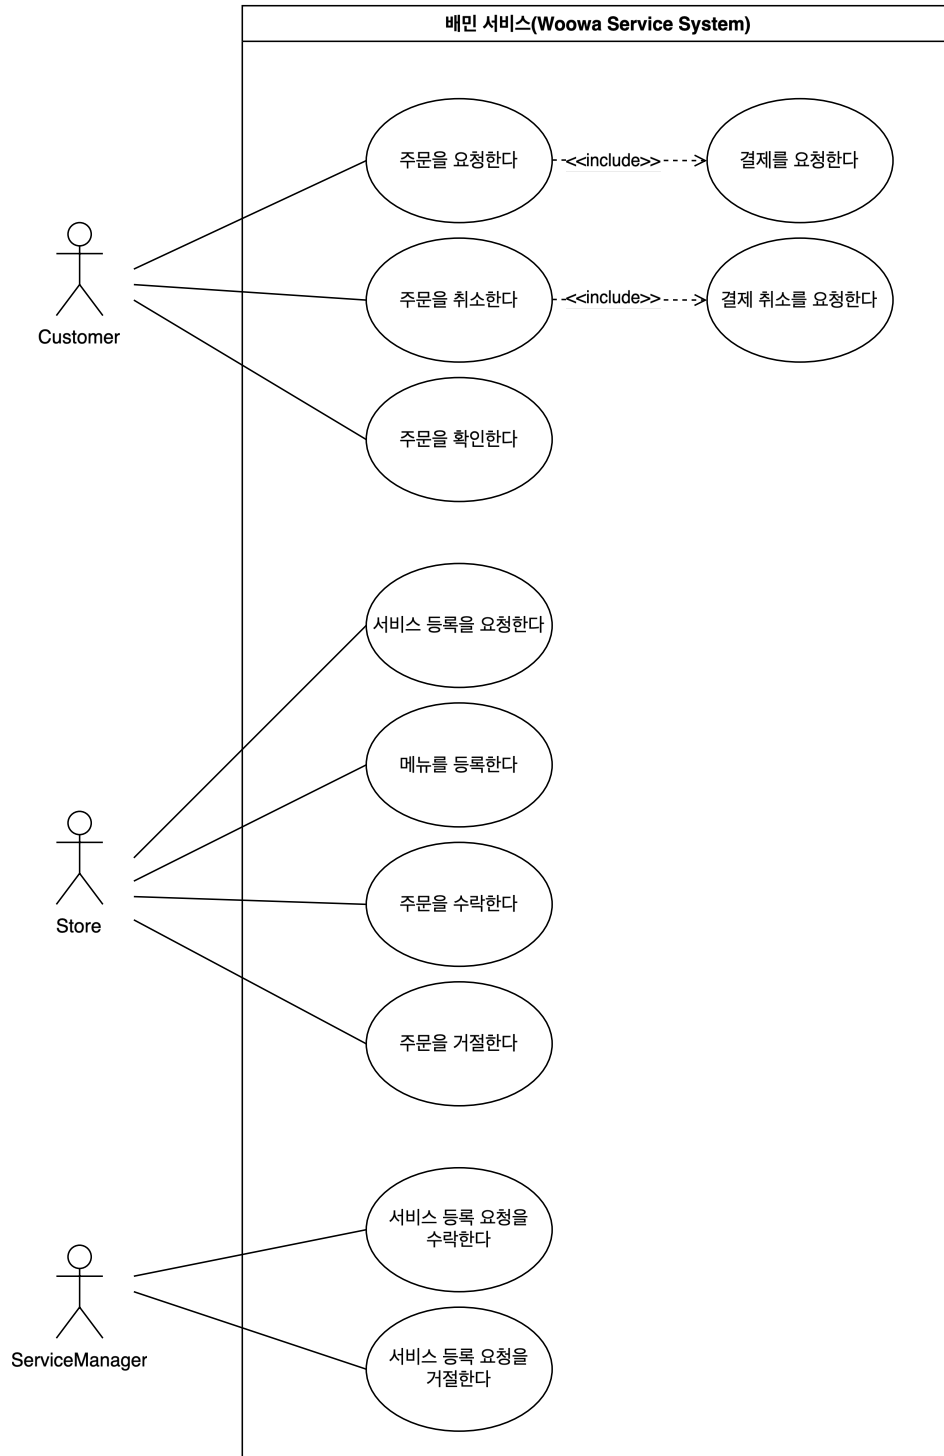 배민 서비스(Woowa Service System)
주문을 요청한다
<<include>>
결제를 요청한다
주문을 취소한다
<<include>>
결제 취소를 요청한다
Customer
주문을 확인한다
서비스 등록을 요청한다
메뉴를 등록한다
주문을 수락한다
Store
주문을 거절한다
서비스 등록 요청을
수락한다
ServiceManager
서비스 등록 요청을
거절한다